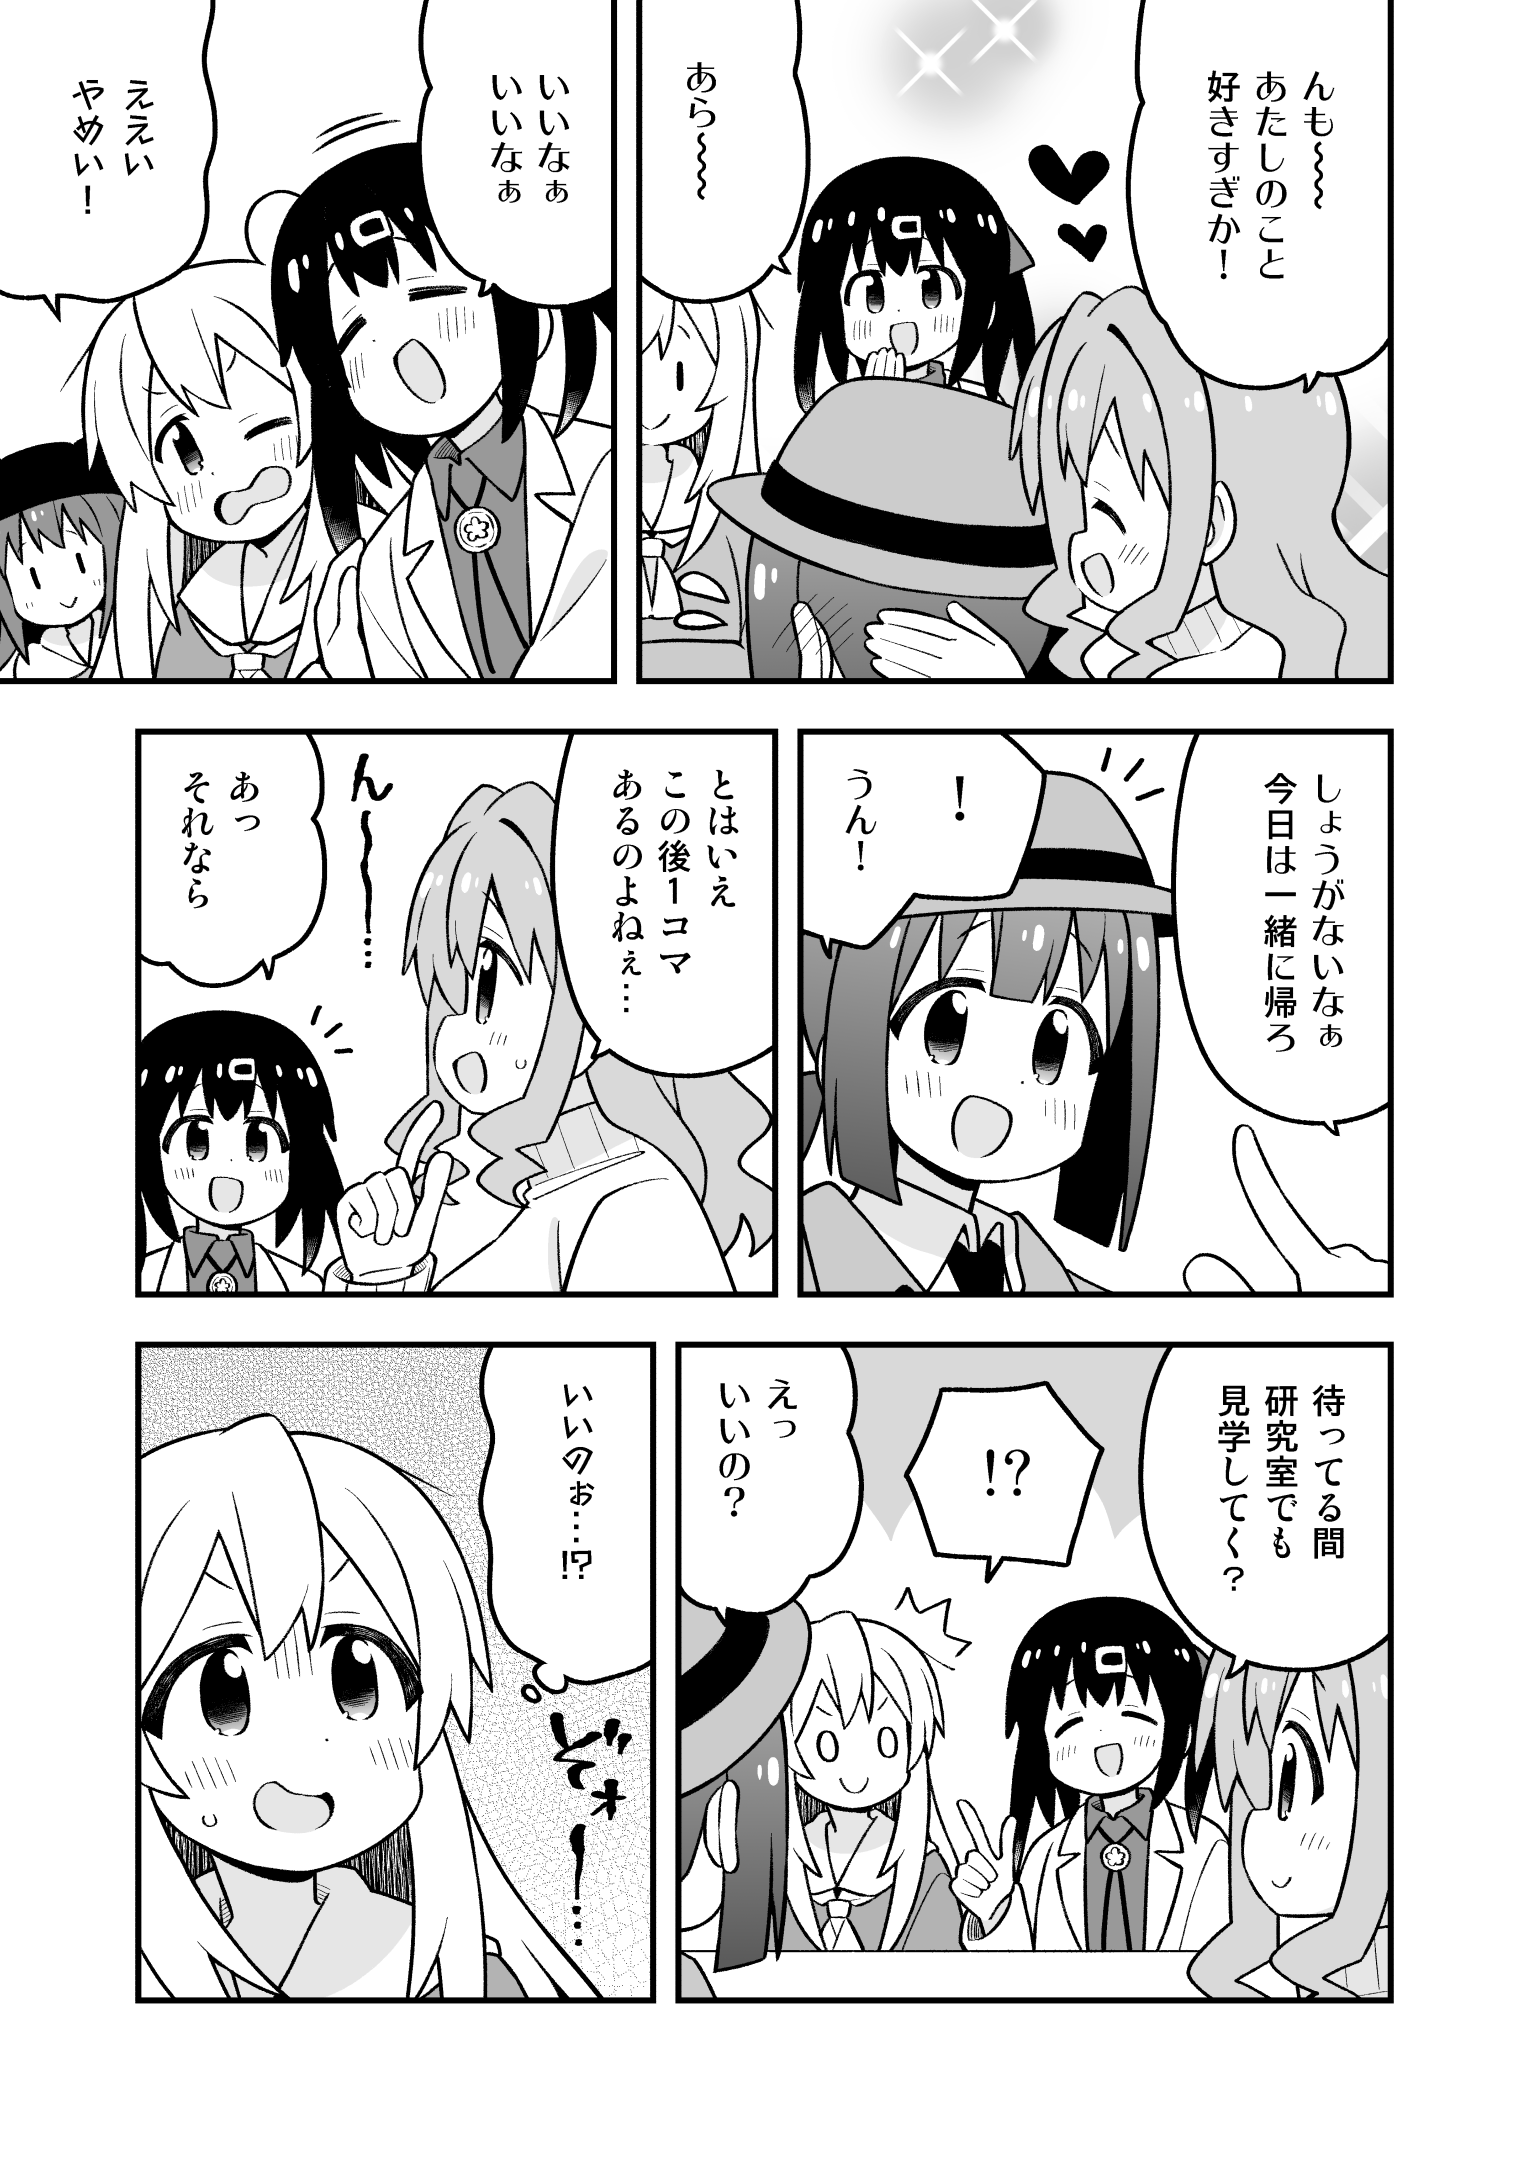 んも〜〜
あたしのこと
好きすぎか！
あら〜〜〜
いいなぁ
いいなぁ
ええい
やめい！
しょうがないなぁ
今日は一緒に帰ろ
！
うん！
とはいえ
この後１コマ
あるのよねぇ…
ん〜〜…
あっ
それなら
待ってる間
研究室でも
見学して〜？
!?
えっ
いいの？
いいのぉ…!?
ぞォーー…